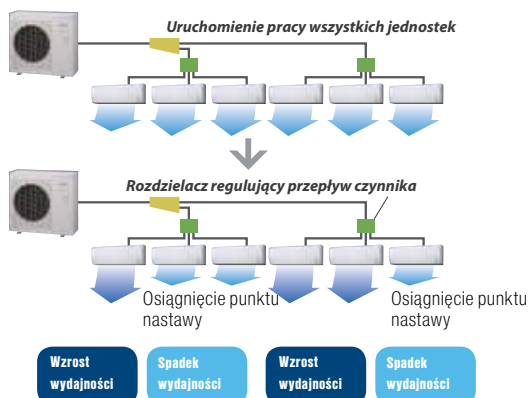 Uruchomienie pracy wszystkich jednostek
Rozdzielacz regulujący przepływ czynnika
Osiągnięcie punktu
nastawy
Osiągnięcie punktu
nastawy
Wzrost
wydajności
Spadek
wydajności
Wzrost
wydajności
Spadek
wydajności